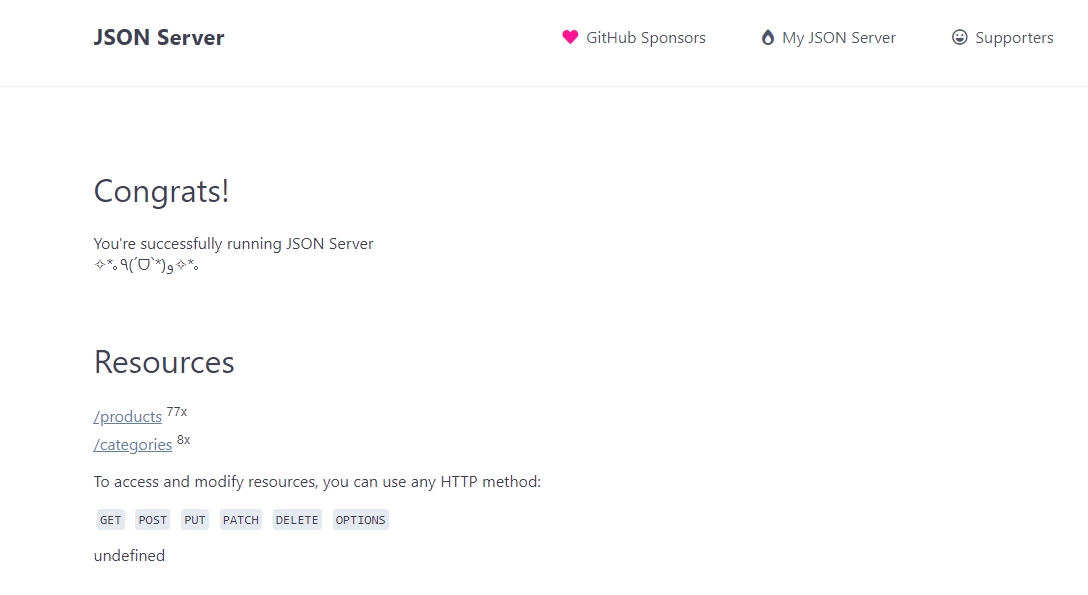 JSON Server
GitHub Sponsors
My JSON Server
Supporters
Congrats!
You're successfully running JSON Server
✧*｡٩(ˊᗜˋ*)و✧*｡
Resources
/products 77x
/categories 8x
To access and modify resources, you can use any HTTP method:
GET POST PUT PATCH DELETE OPTIONS
undefined